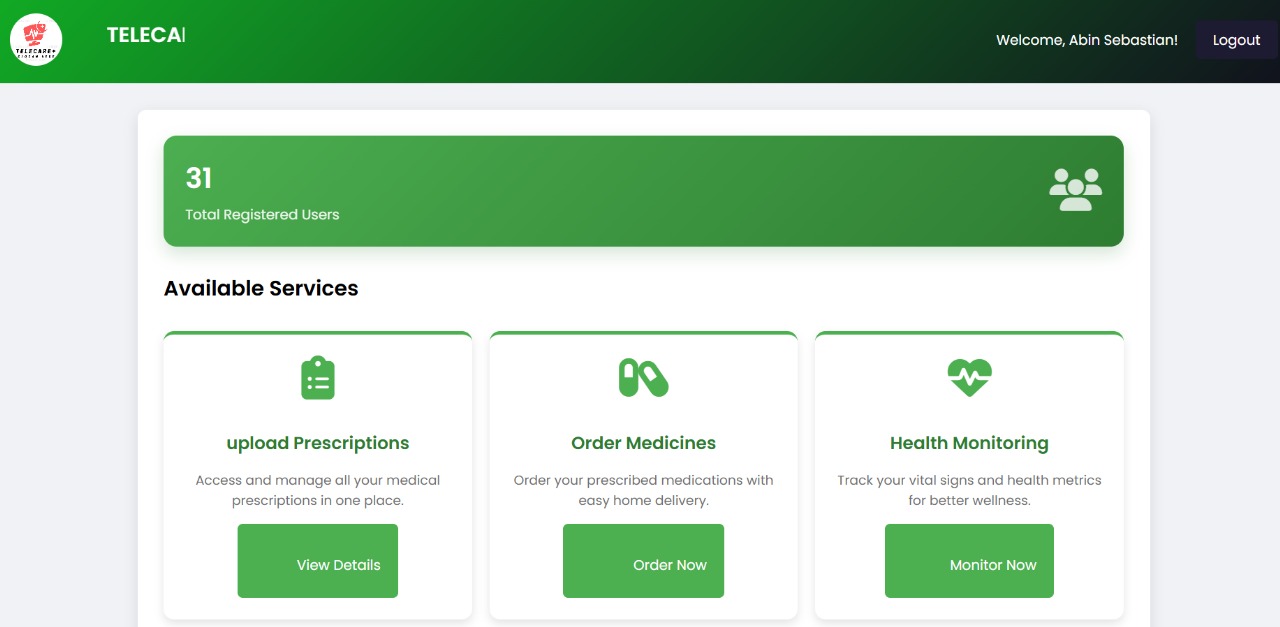 TELECARE+
TELECA
Welcome, Abin Sebastian!
Logout
31
Total Registered Users
Available Services
upload Prescriptions
Order Medicines
Health Monitoring
Access and manage all your medical
prescriptions in one place.
Order your prescribed medications with
easy home delivery.
Track your vital signs and health metrics
for better wellness.
View Details
Order Now
Monitor Now